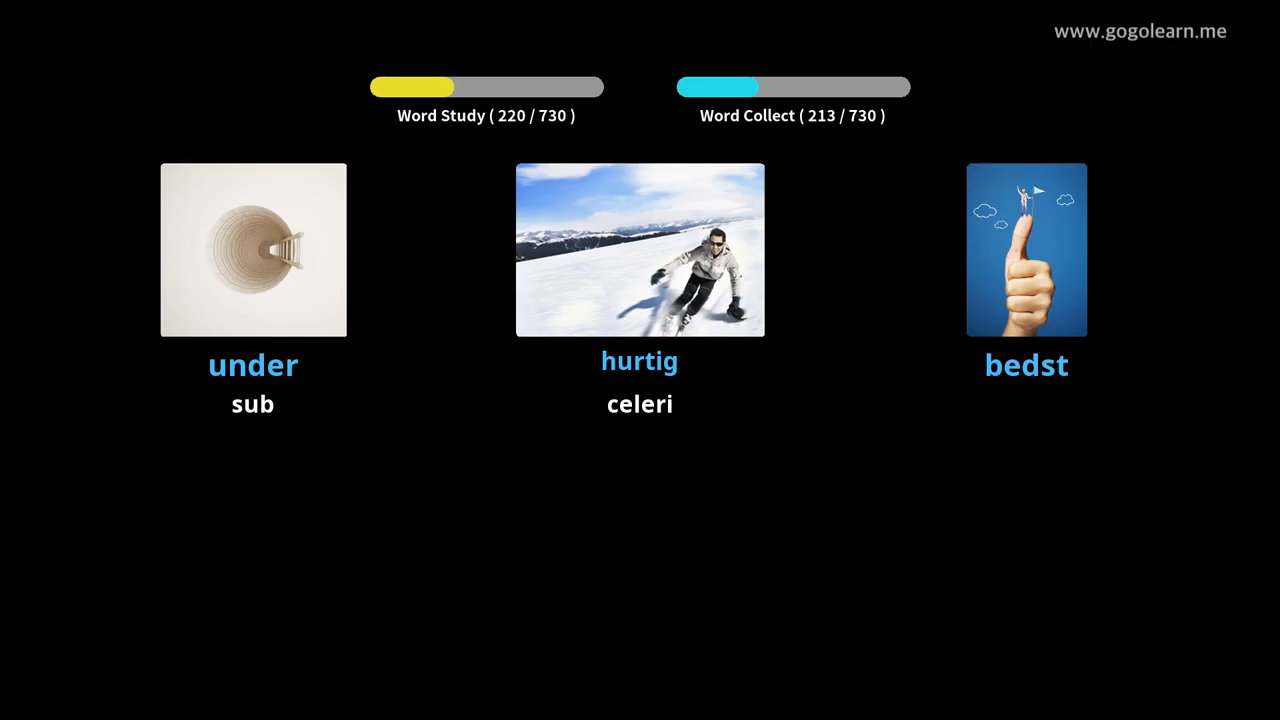 www.gogolearn.me
Word Study ( 220 / 730 )
Word Collect ( 213 / 730 )
under
hurtig
bedst
sub
celeri